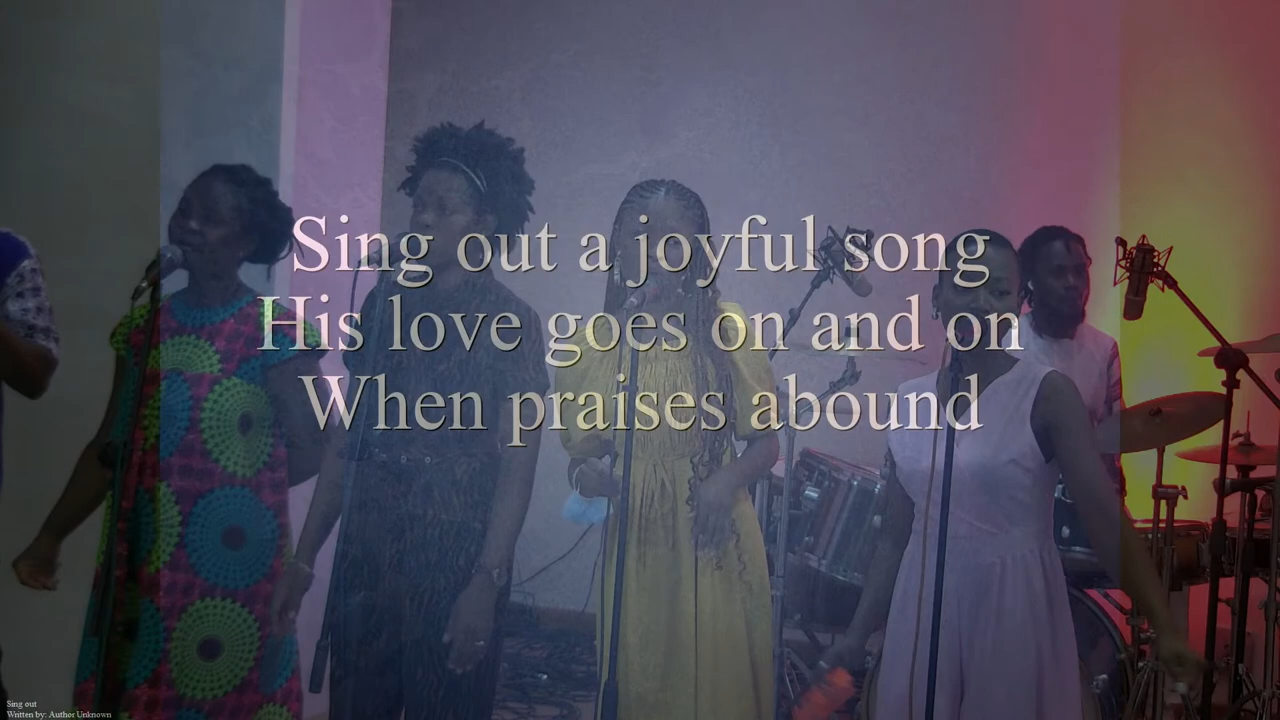 Sing out a joyful song
His love goes on and on
When praises abound
Sing out
Written by: Author Unknown